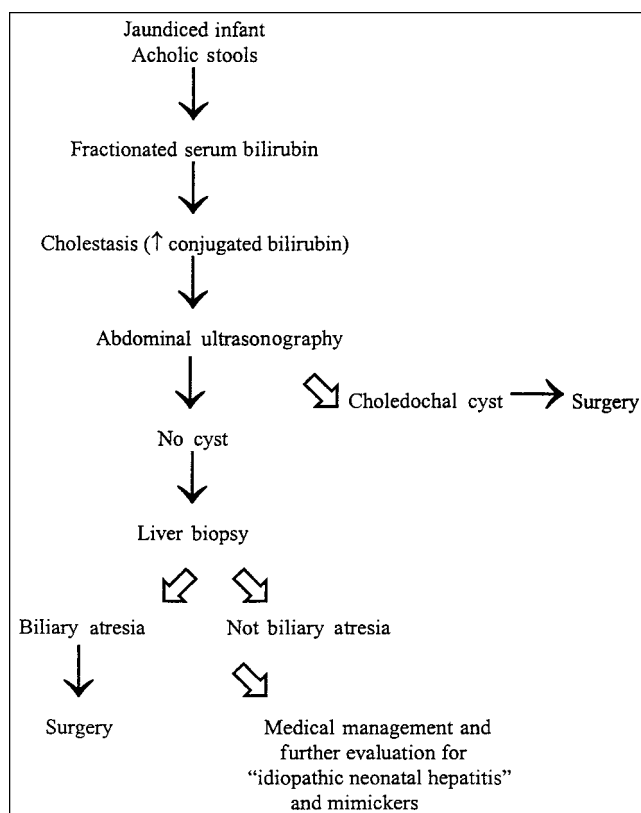 Jaundiced infant
Acholic stools
Fractionated serum bilirubin
Cholestasis (↑ conjugated bilirubin)
Abdominal ultrasonography
Choledochal cyst
Surgery
No cyst
Liver biopsy
Biliary atresia
Not biliary atresia
Surgery
Medical management and
further evaluation for
“idiopathic neonatal hepatitis”
and mimickers